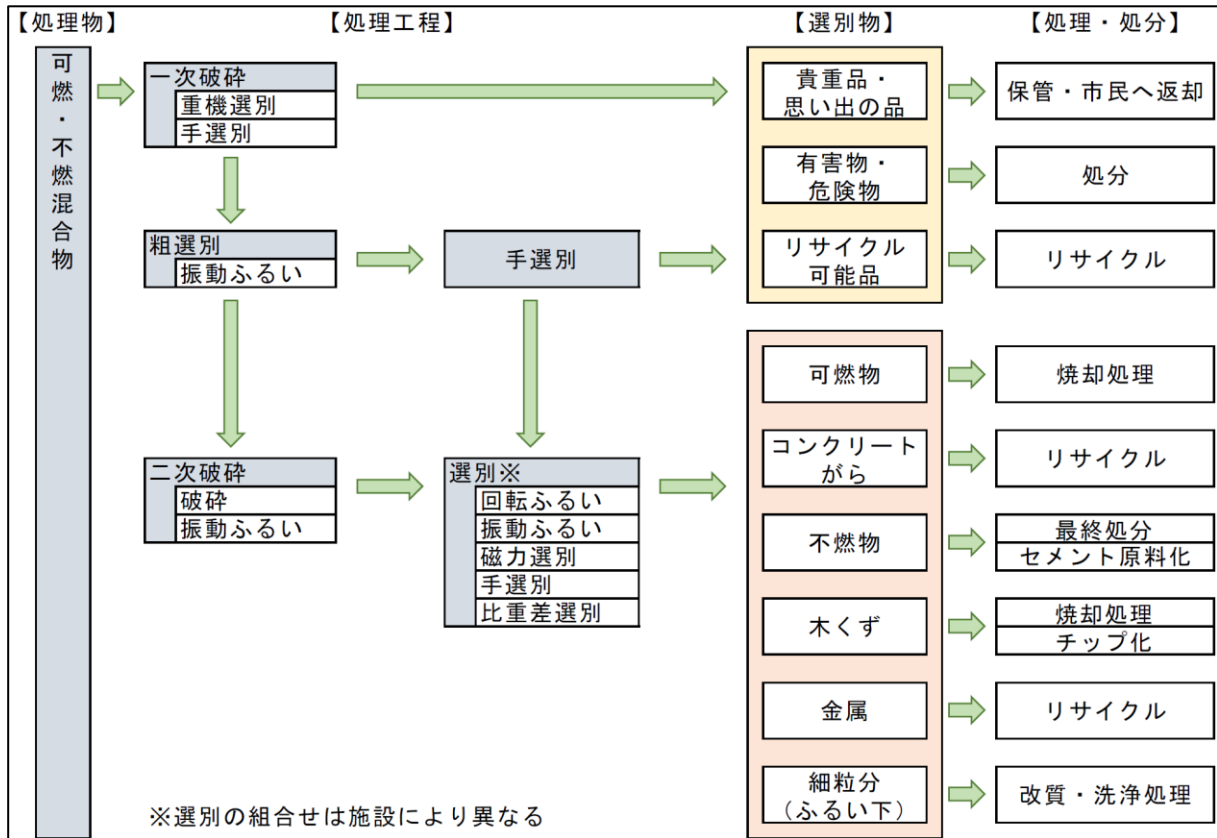 【処理物】
【処理工程】
【選別物】
【処理・処分】
可燃・不燃混合物
一次破砕
重機選別
手選別
粗選別
振動ふるい
手選別
二次破砕
破砕
振動ふるい
選別※
回転ふるい
振動ふるい
磁力選別
手選別
比重差選別
貴重品・
思い出の品
保管・市民へ返却
有害物・
危険物
処分
リサイクル
可能品
リサイクル
可燃物
焼却処理
コンクリート
がら
リサイクル
不燃物
最終処分
セメント原料化
木くず
焼却処理
チップ化
金属
リサイクル
細粒分
（ふるい下）
改質・洗浄処理
※選別の組合せは施設により異なる